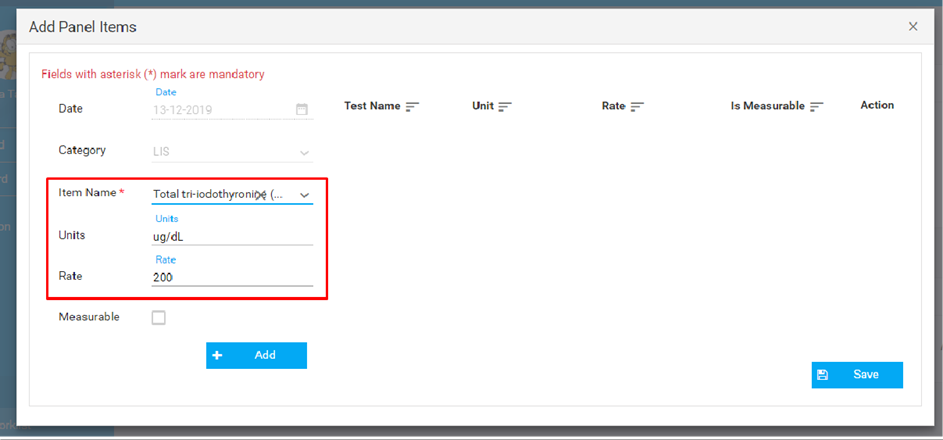 Add Panel Items
Fields with asterisk (*) mark are mandatory
Date
Date
13-12-2019
Test Name
Unit
Rate
Is Measurable
Action
Category
LIS
Item Name *
Total tri-iodothyronine (...
Units
Units
ug/dL
Rate
Rate
200
Measurable
+ Add
Save